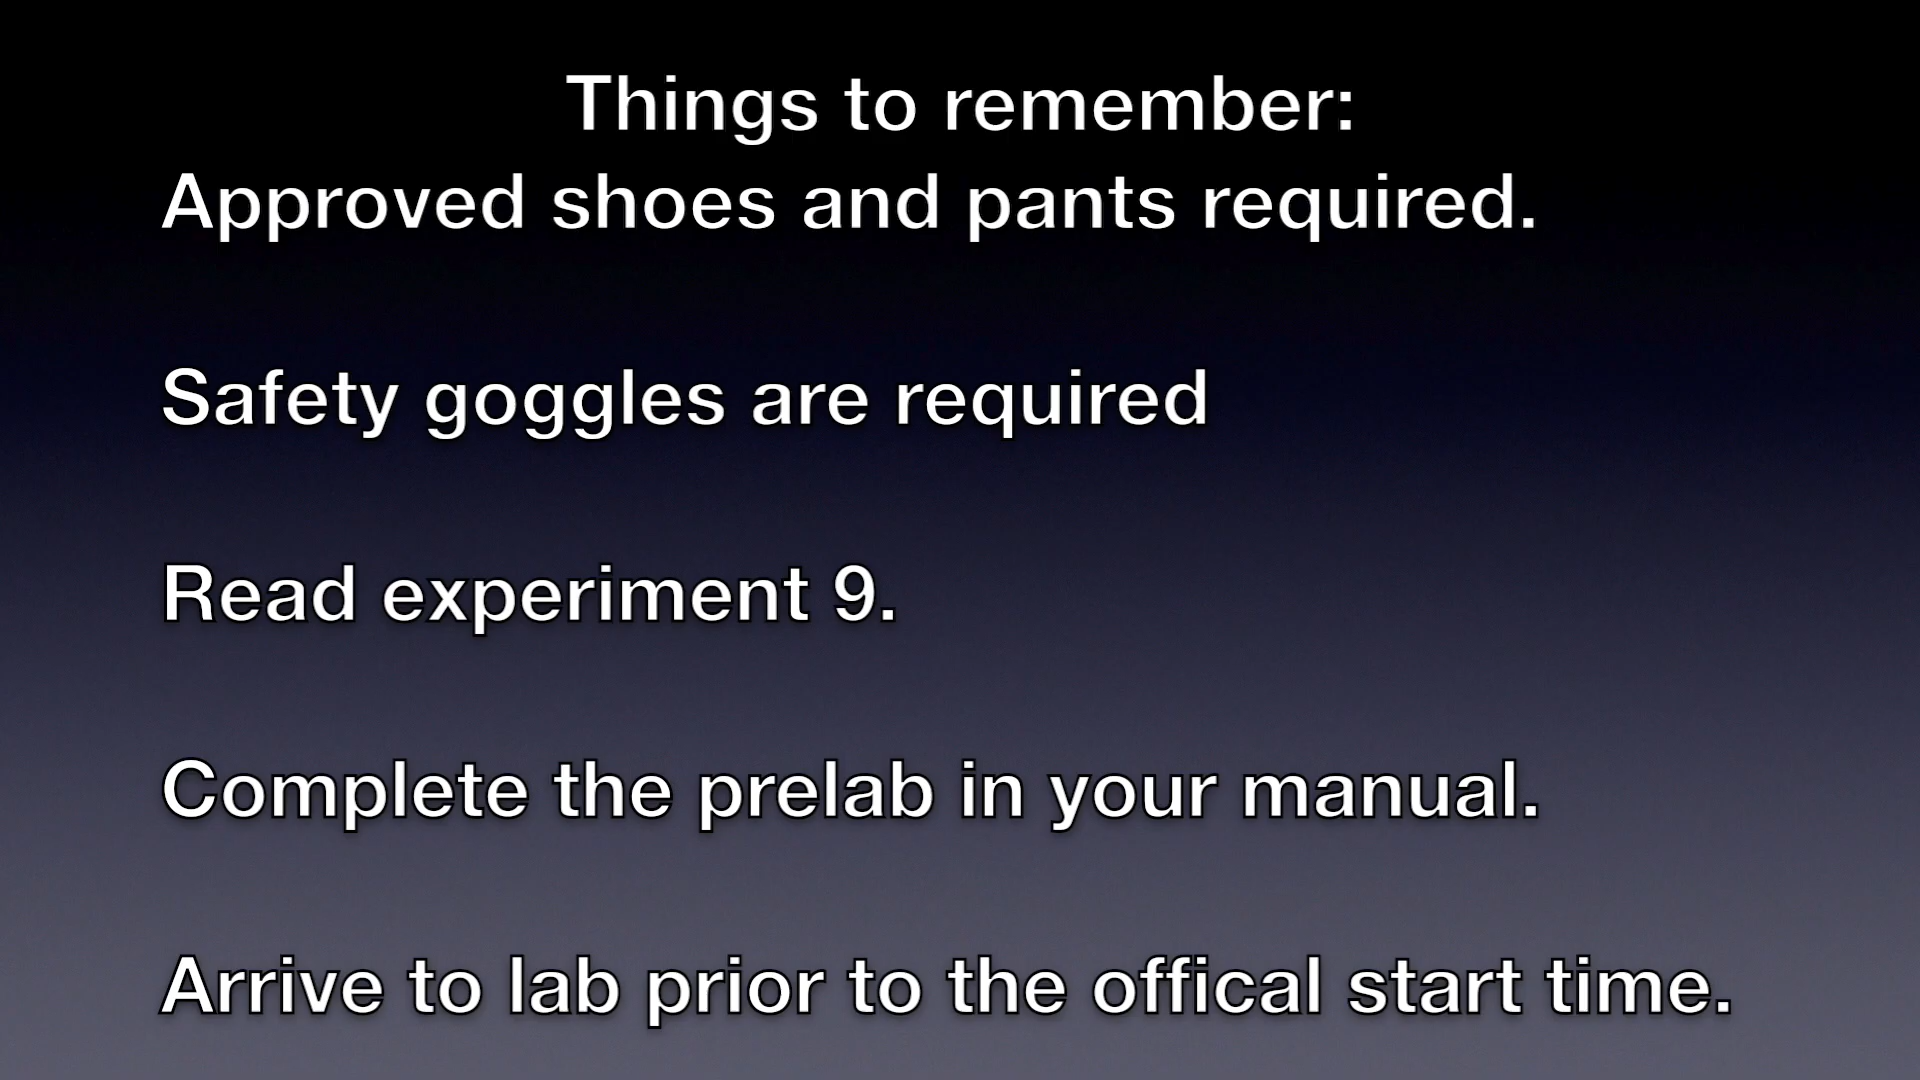 Things to remember:
Approved shoes and pants required.
Safety goggles are required
Read experiment 9.
Complete the prelab in your manual.
Arrive to lab prior to the offical start time.